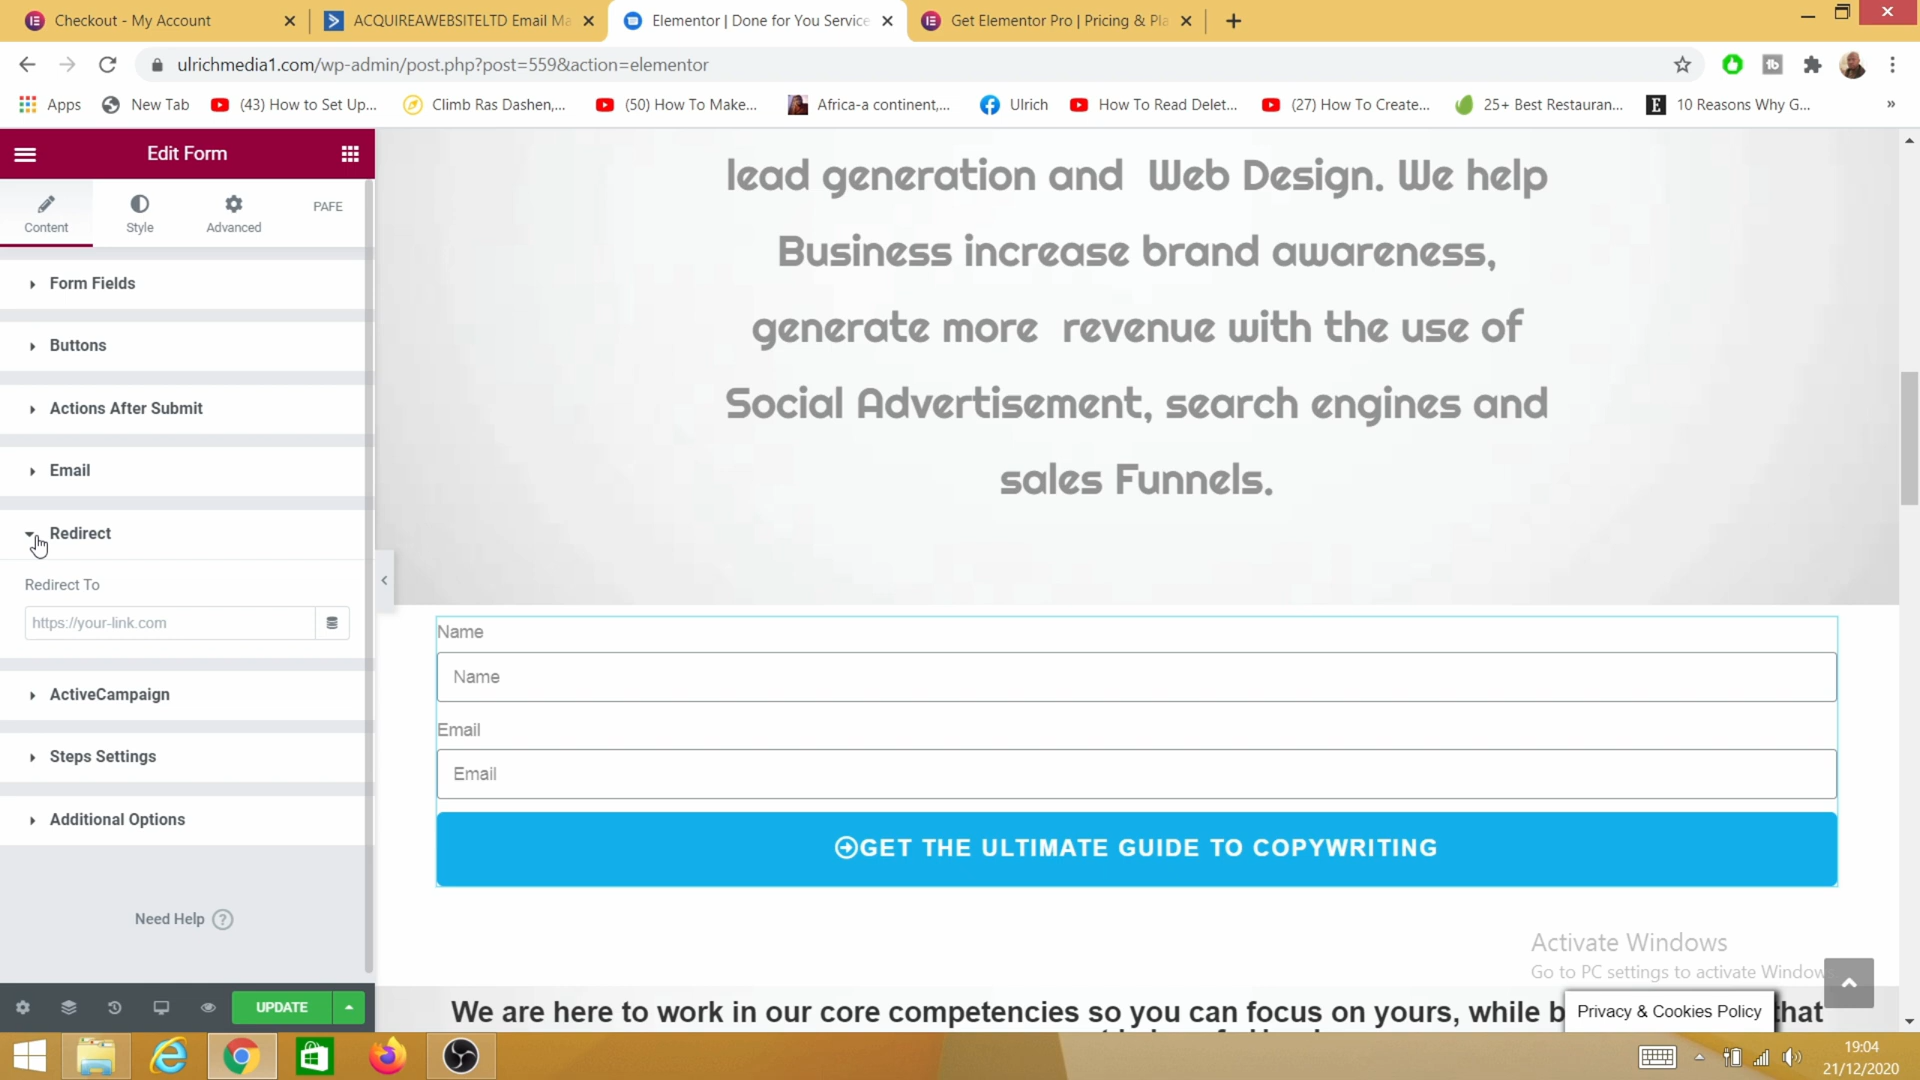 Checkout - My Account
ACQUIREAWEBSITELTD Email Ma
Elementor | Done for You Service
Get Elementor Pro | Pricing & Pla
ulrichmedia1.com/wp-admin/post.php?post=559&action=elementor
Apps
New Tab
(43) How to Set Up...
Climb Ras Dashen,...
(50) How To Make...
Africa-a continent,...
Ulrich
How To Read Delet...
(27) How To Create...
25+ Best Restauran...
10 Reasons Why G...
»
Edit Form
Content
Style
Advanced
PAFE
Form Fields
Buttons
Actions After Submit
Email
Redirect
Redirect To
https://your-link.com
ActiveCampaign
Steps Settings
Additional Options
Need Help
UPDATE
lead generation and Web Design. We help
Business increase brand awareness,
generate more revenue with the use of
Social Advertisement, search engines and
sales Funnels.
Name
Name
Email
Email
GET THE ULTIMATE GUIDE TO COPYWRITING
Activate Windows
Go to PC settings to activate Window
Privacy & Cookies Policy
We are here to work in our core competencies so you can focus on yours, while b
that
19:04
21/12/2020